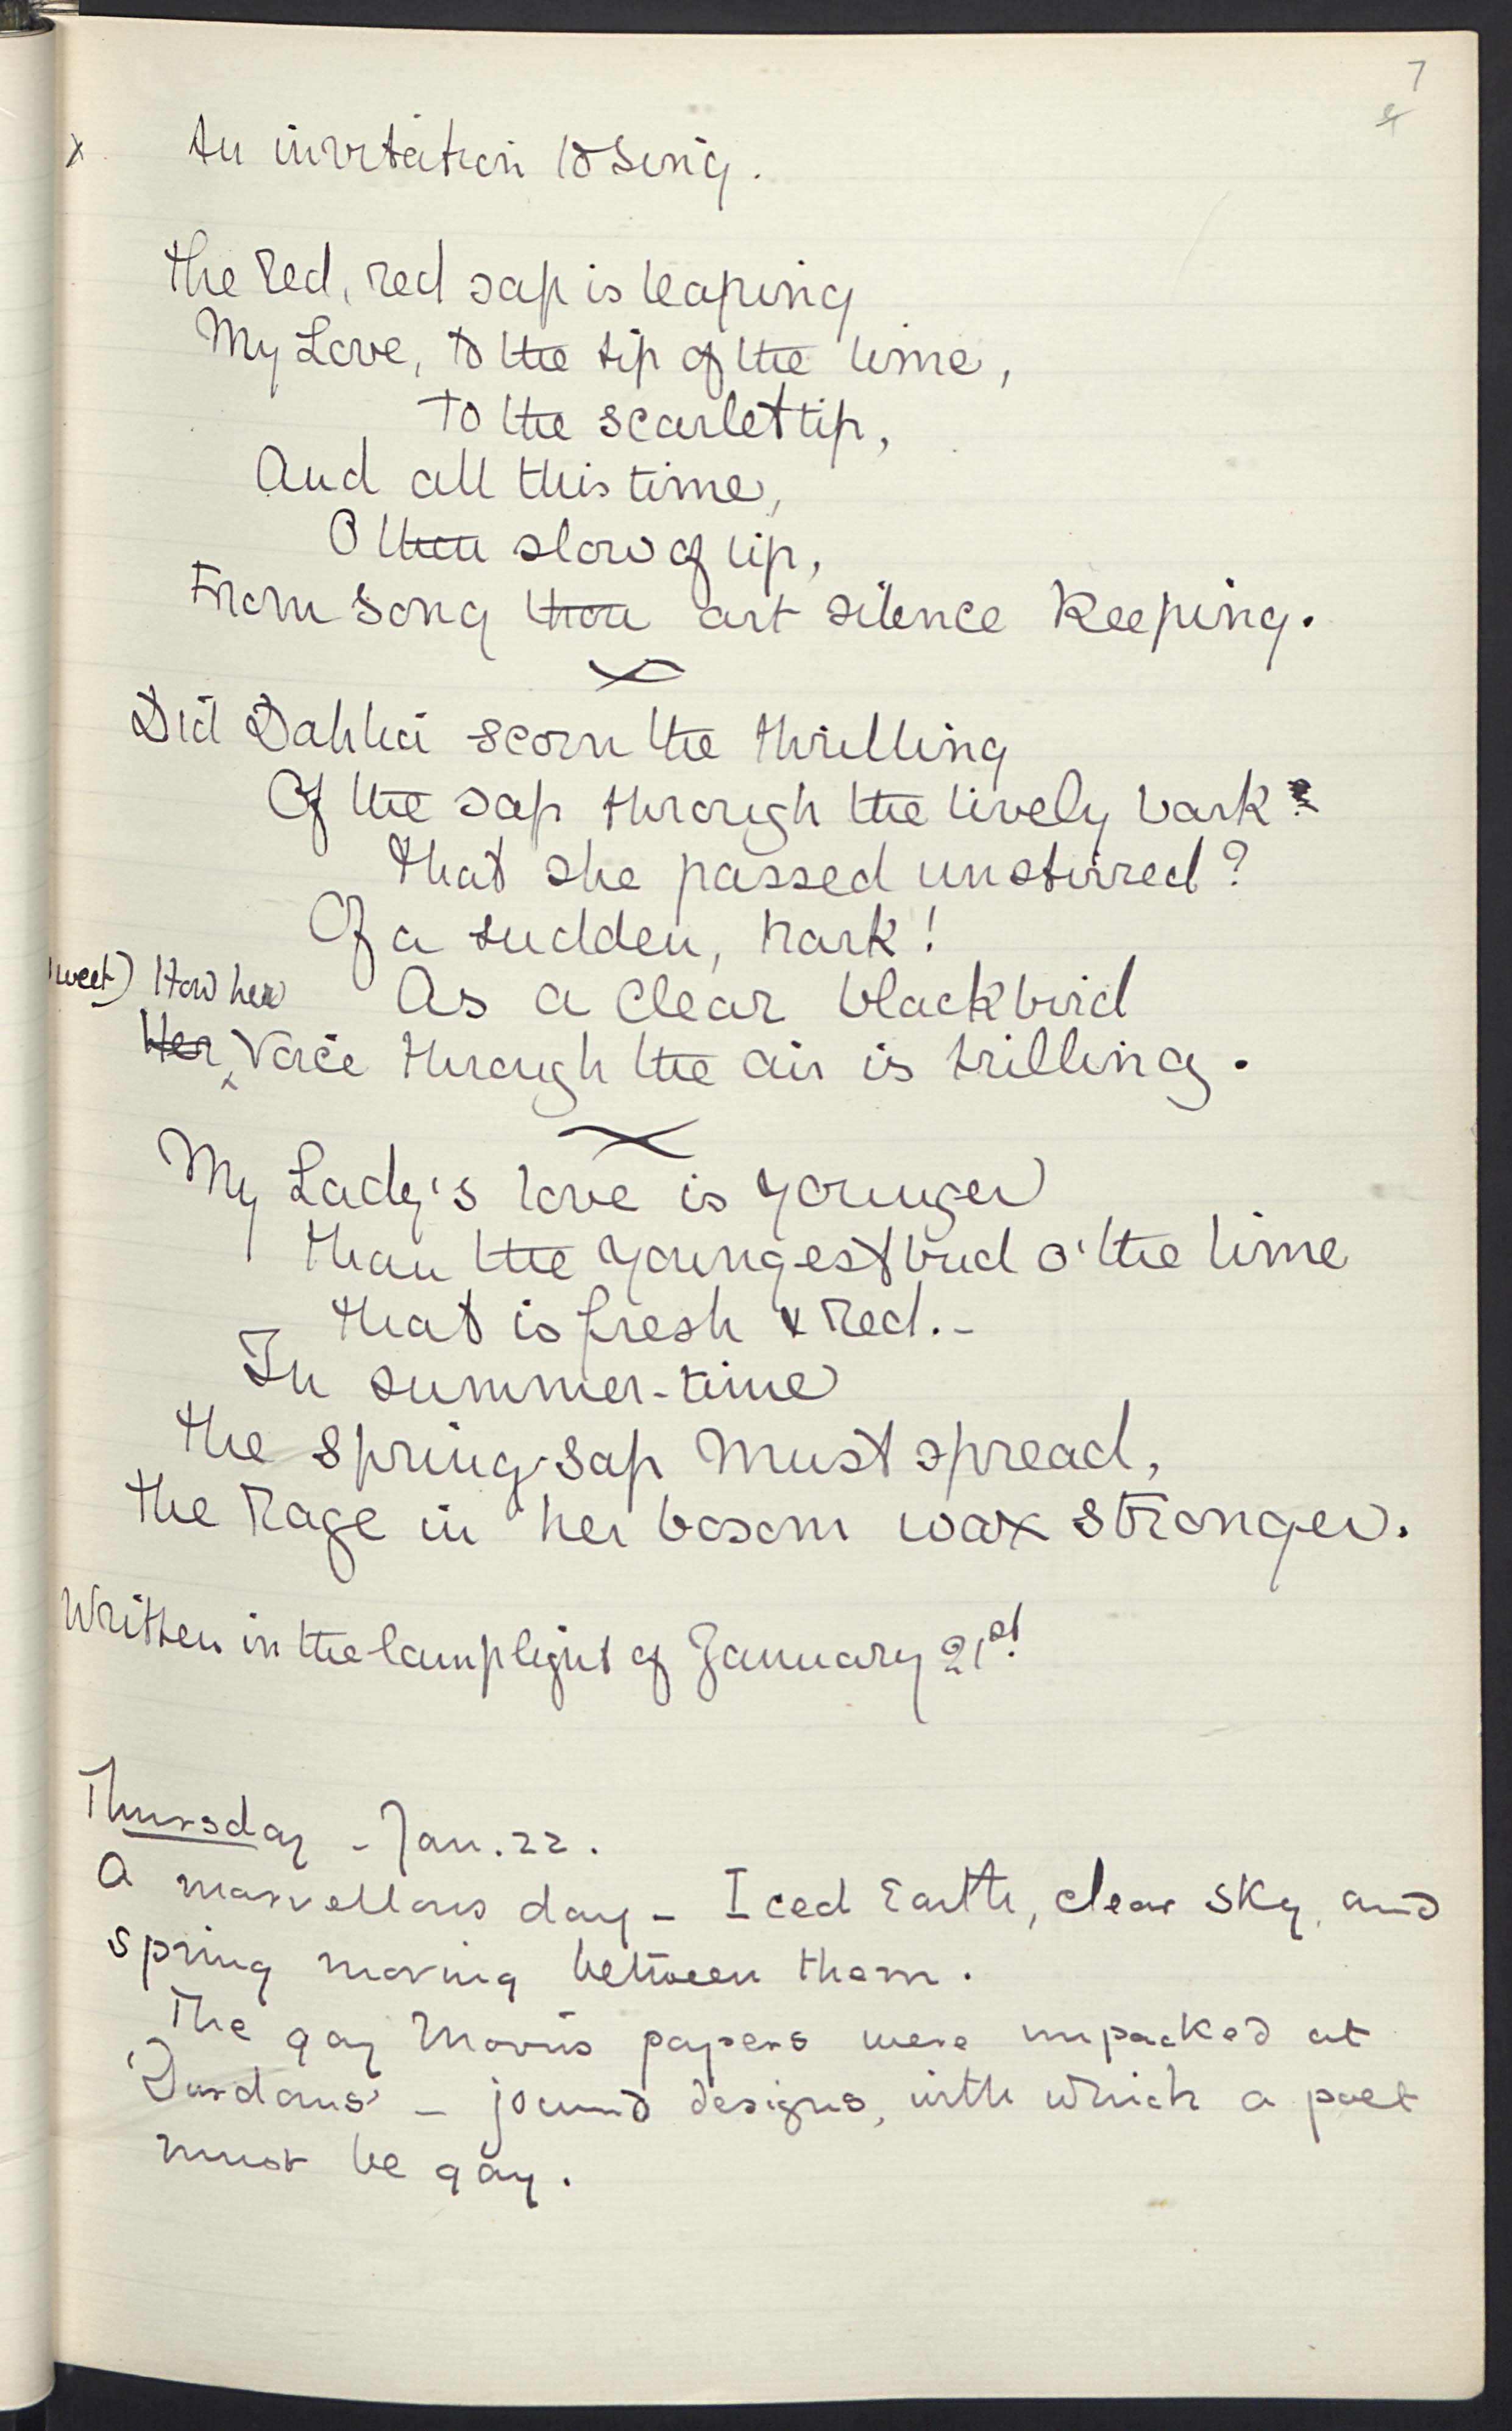 7
x An invitation to sing.
The Red, red sap is leaping
My Love, to the tip of the lime,
To the scarlet tip,
And all this time,
O thou slow of lip,
From song thou art silence keeping.
Did Dahlia scorn the thrilling
Of the sap through the lively bark
That she passed unstirred?
Of a sudden, hark!
As a clear blackbird
weet) How her
Her Voice through the air is trilling.
My Lady's love is younger
Than the youngest bud o' the lime
That is fresh & red. -
In summer-time
The spring-sap must spread,
The Rage in her bosom wax stronger.
Written in the lamplight of January 21st.
Thursday - Jan. 22.
A marvellous day - Iced Earth, clear sky, and
spring moving between them.
The gay Morris papers were unpacked at
'Durdans' - jocund designs, with which a poet
must be gay.